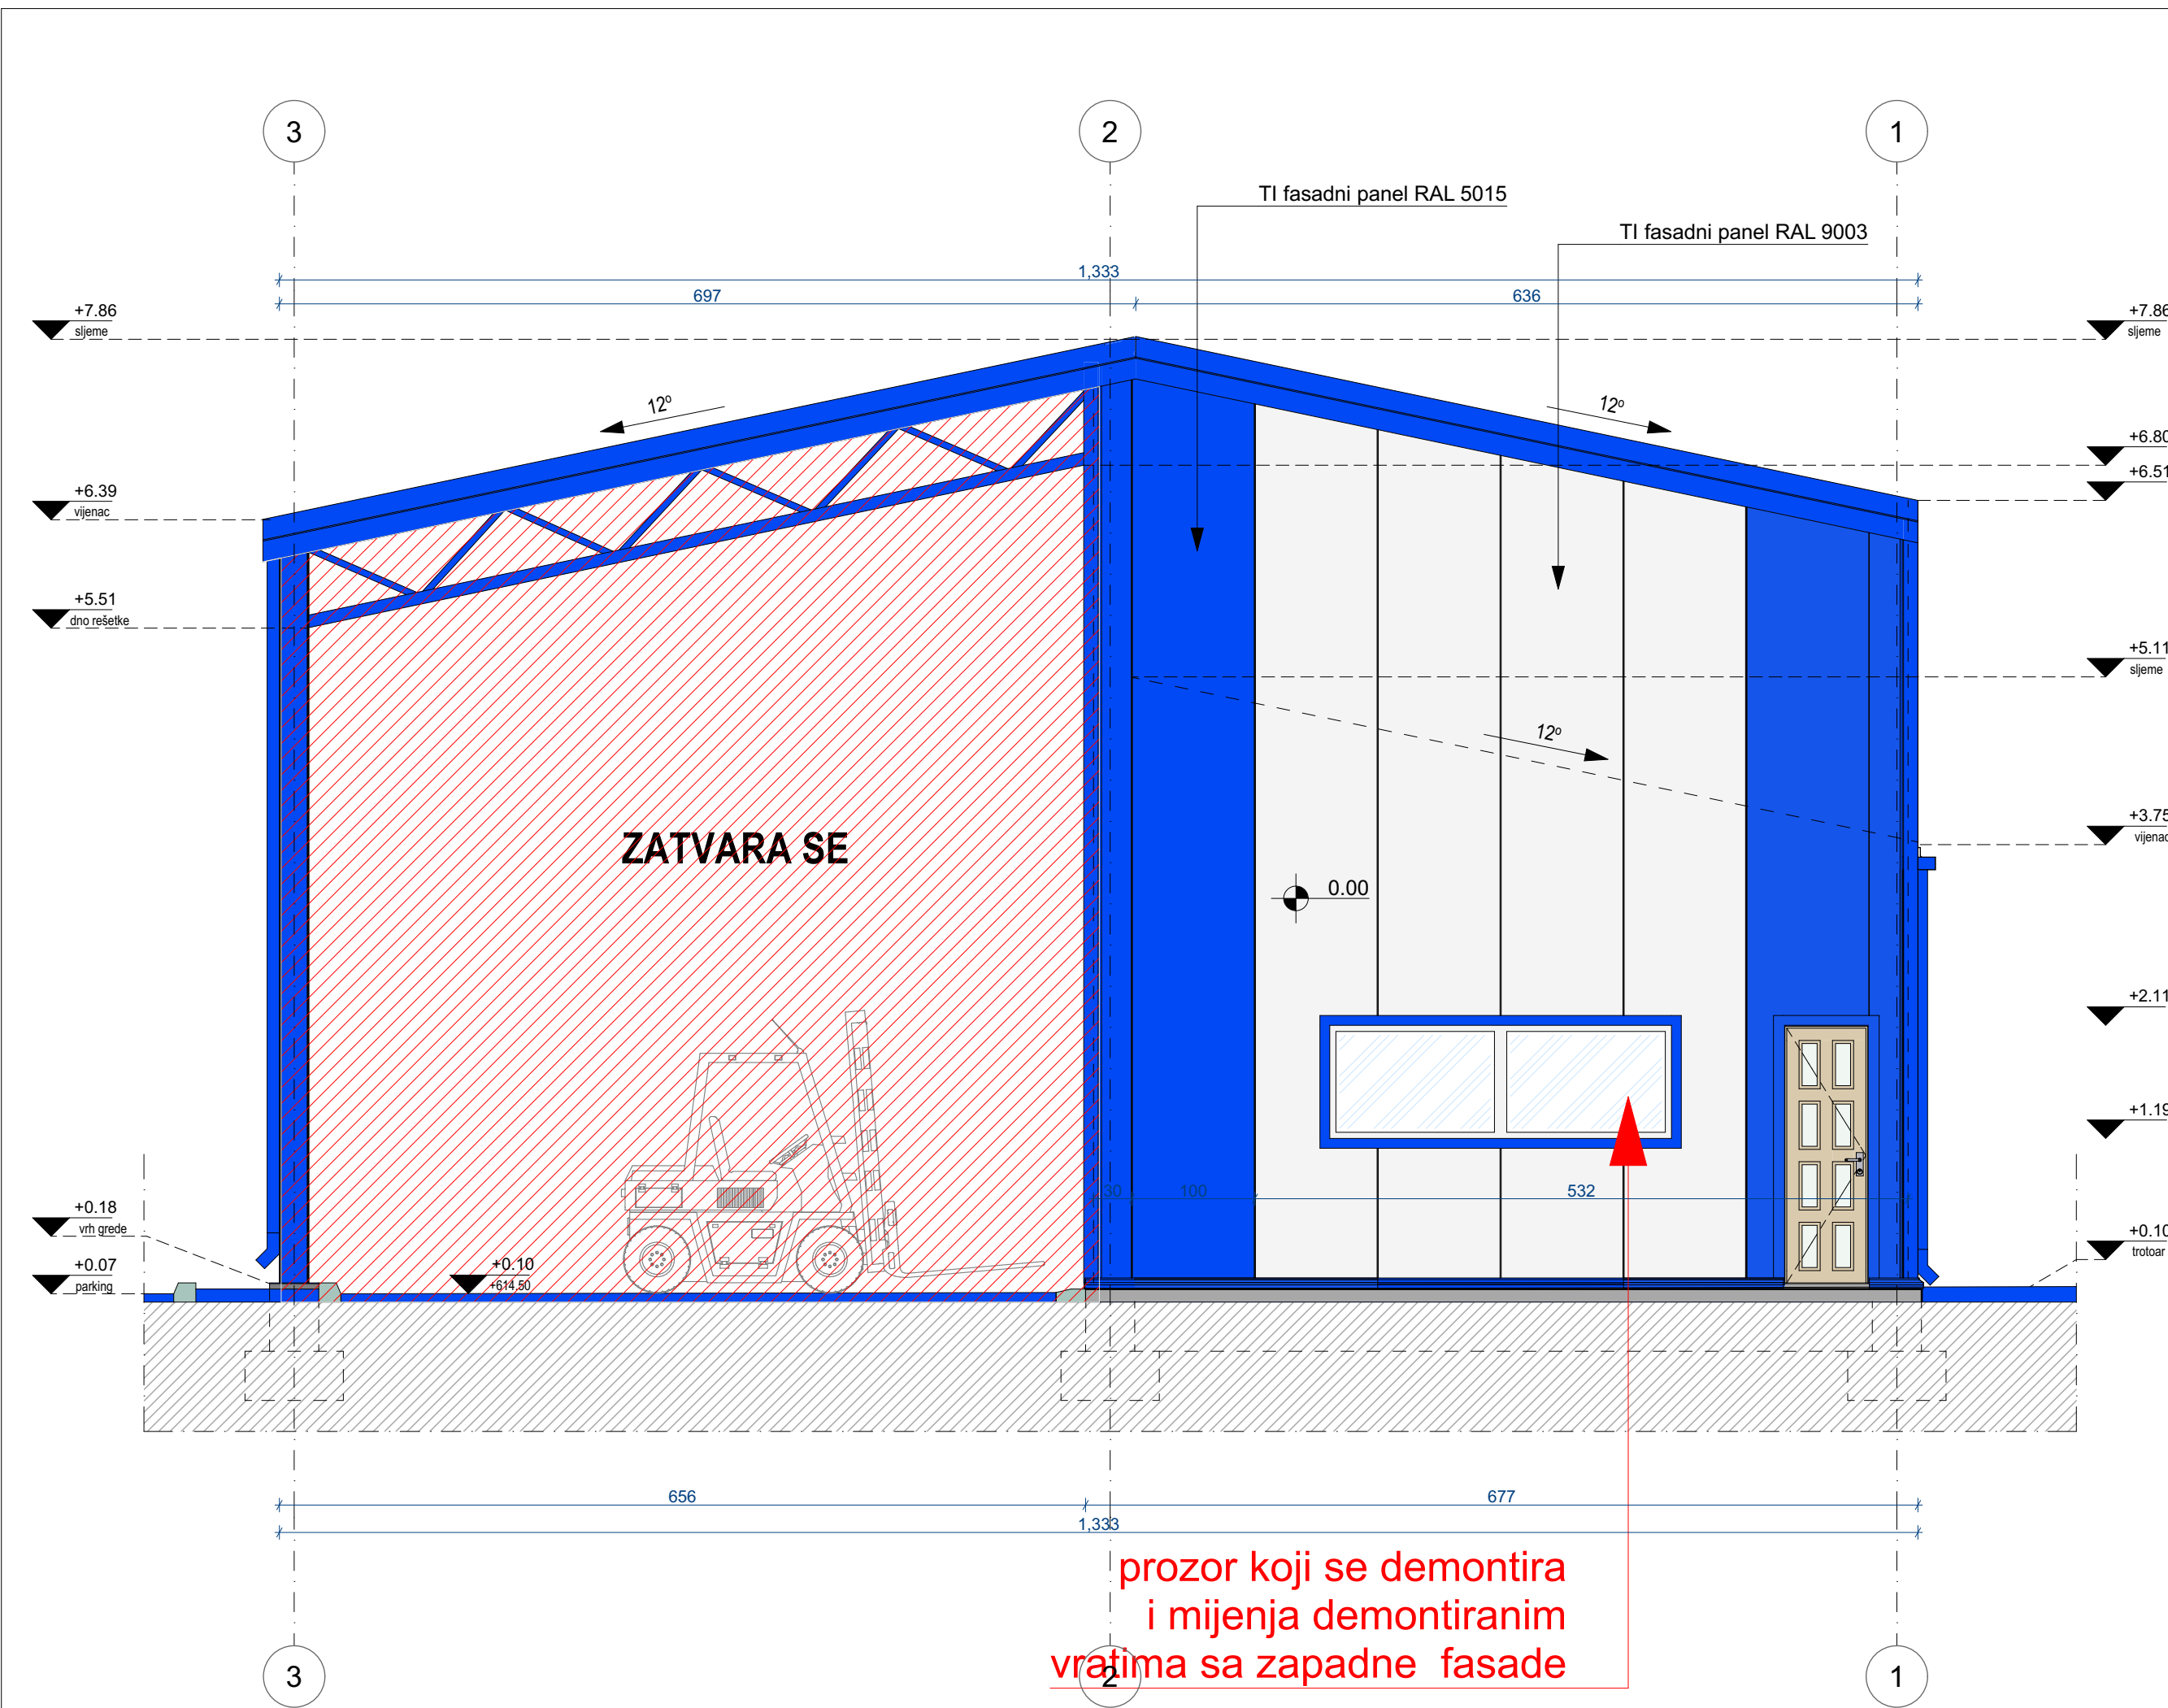 3
2
1
TI fasadni panel RAL 5015
TI fasadni panel RAL 9003
1,333
697
636
+7.86
sljeme
+7.86
sljeme
12º
12º
+6.80
+6.51
+6.39
vijenac
+5.51
dno rešetke
+5.11
sljeme
12º
+3.75
vijenac
ZATVARA SE
0.00
+2.11
+1.19
30
100
532
+0.18
vrh grede
+0.10
trotoar
+0.07
parking
+0.10
+614,50
656
677
1,333
prozor koji se demontira
i mijenja demontiranim
vratima sa zapadne fasade
3
2
1